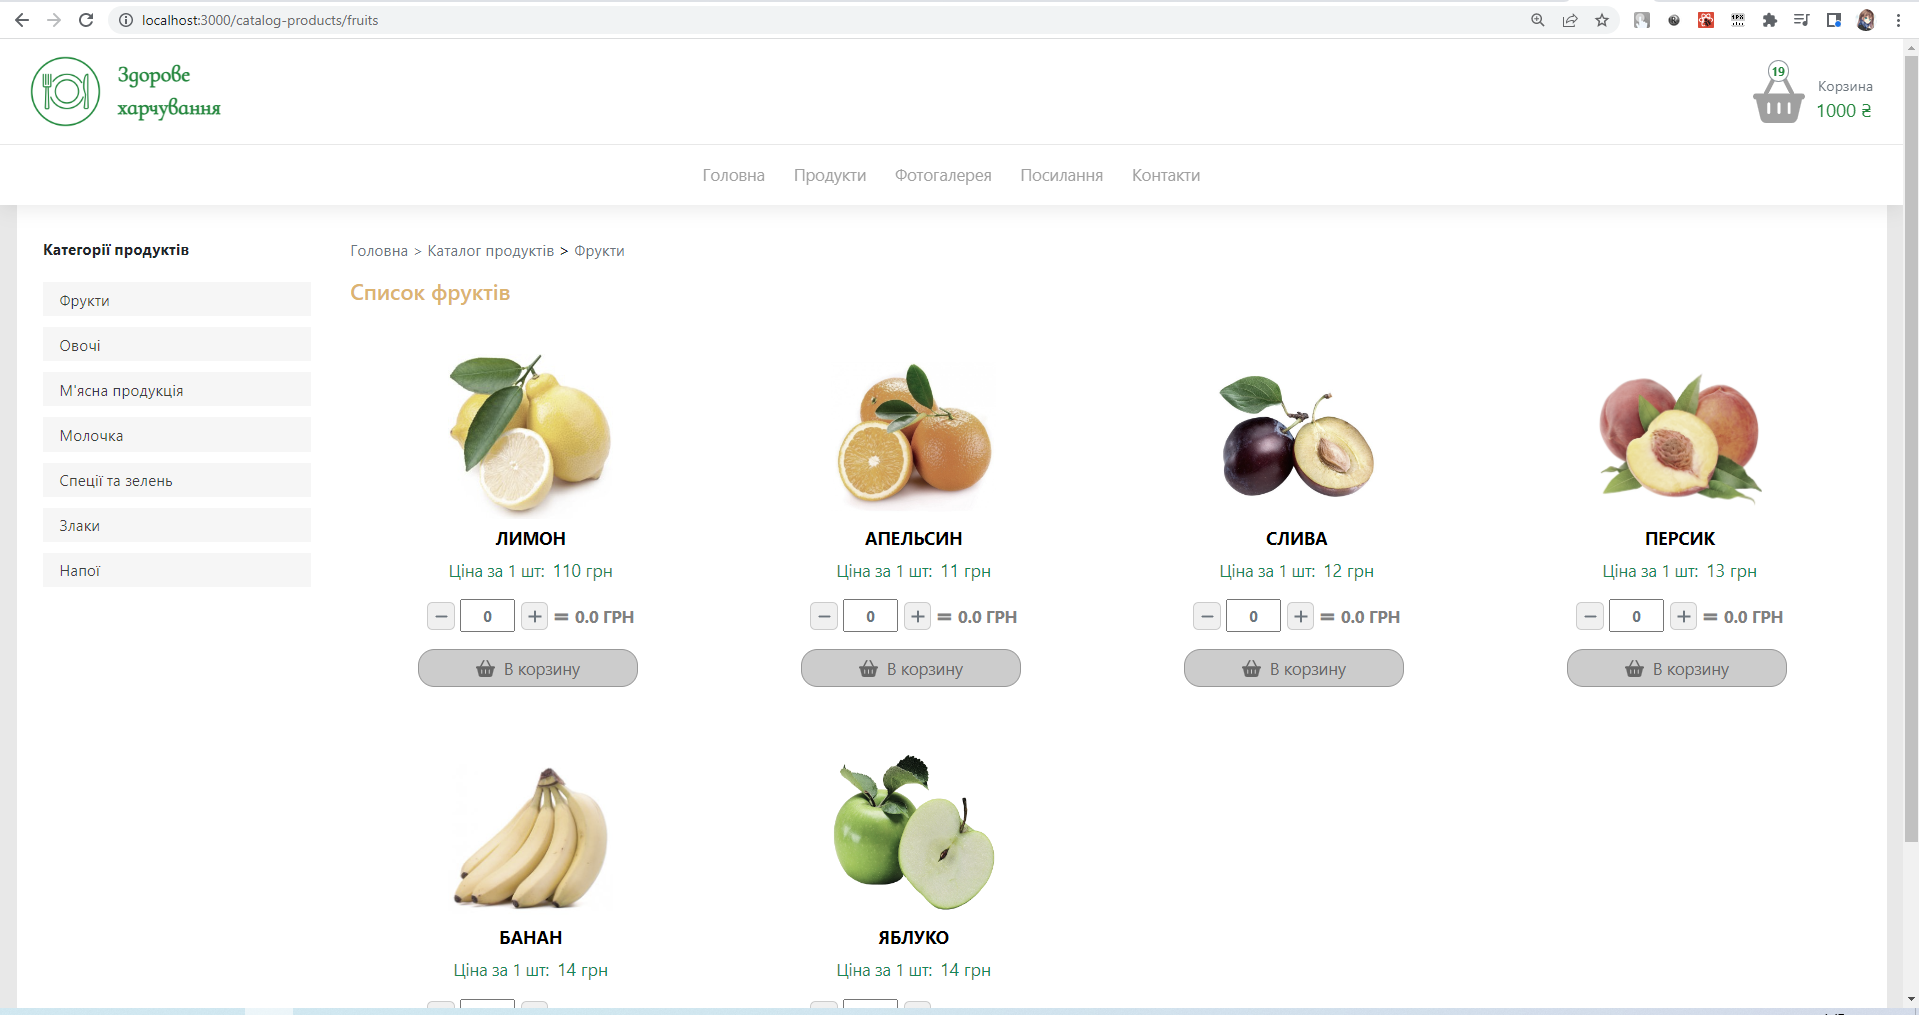 localhost:3000/catalog-products/fruits
Здорове
харчування
19
Корзина
1000 ₴
Головна Продукти Фотогалерея Посилання Контакти
Категорії продуктів
Фрукти
Овочі
М'ясна продукція
Молочка
Спеції та зелень
Злаки
Напої
Головна > Каталог продуктів > Фрукти
Список фруктів
ЛИМОН
Ціна за 1 шт: 110 грн
− 0 + = 0.0 ГРН
В корзину
АПЕЛЬСИН
Ціна за 1 шт: 11 грн
− 0 + = 0.0 ГРН
В корзину
СЛИВА
Ціна за 1 шт: 12 грн
− 0 + = 0.0 ГРН
В корзину
ПЕРСИК
Ціна за 1 шт: 13 грн
− 0 + = 0.0 ГРН
В корзину
БАНАН
Ціна за 1 шт: 14 грн
ЯБЛУКО
Ціна за 1 шт: 14 грн